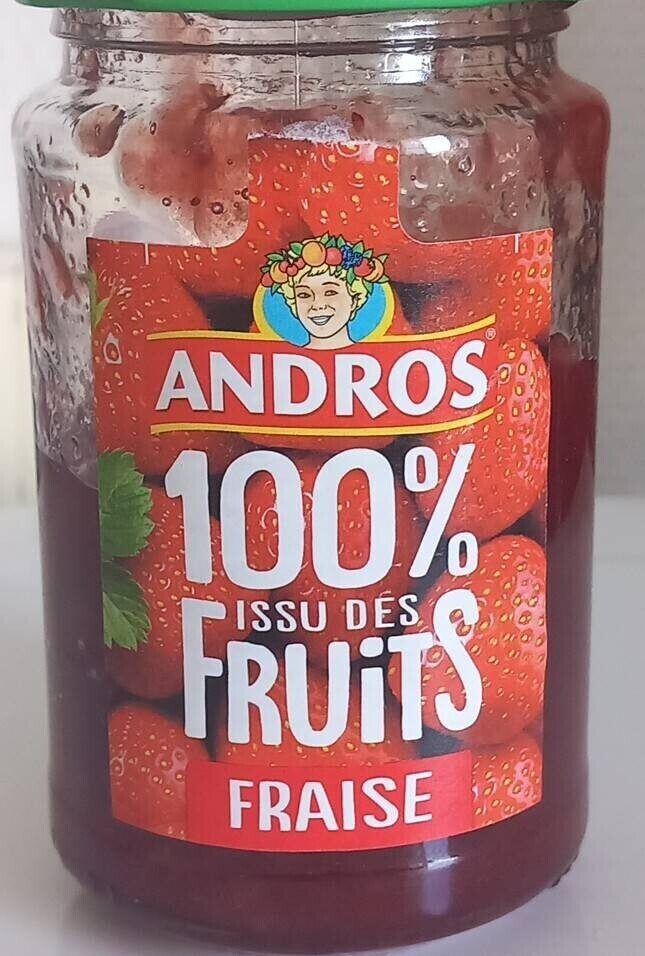 ANDROS®
100%
ISSU DES
FRUiTS
FRAISE